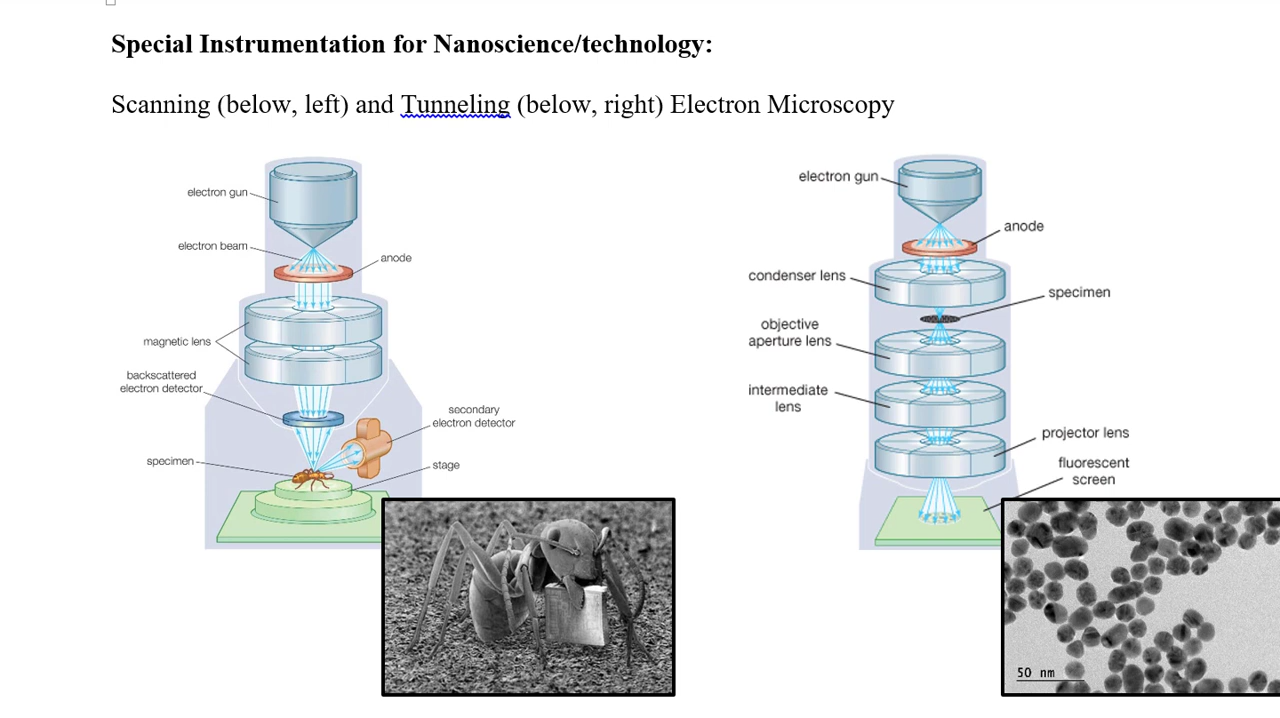 Special Instrumentation for Nanoscience/technology:
Scanning (below, left) and Tunneling (below, right) Electron Microscopy
electron gun
electron beam
anode
magnetic lens
backscattered
electron detector
secondary
electron detector
specimen
stage
electron gun
anode
condenser lens
specimen
objective
aperture lens
intermediate
lens
projector lens
fluorescent
screen
50 nm